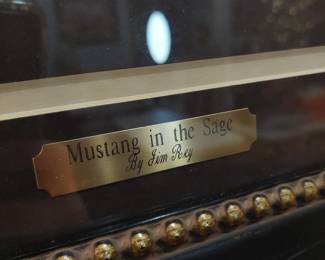 Mustang in the Sage
By Jim Rey